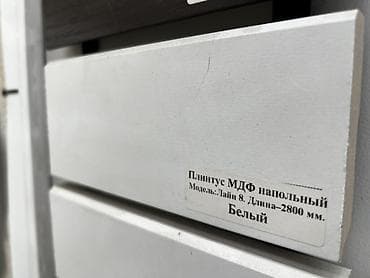 Плинтус МДФ напольный
Модель:Лайн 8. Длина–2800 мм.
Белый